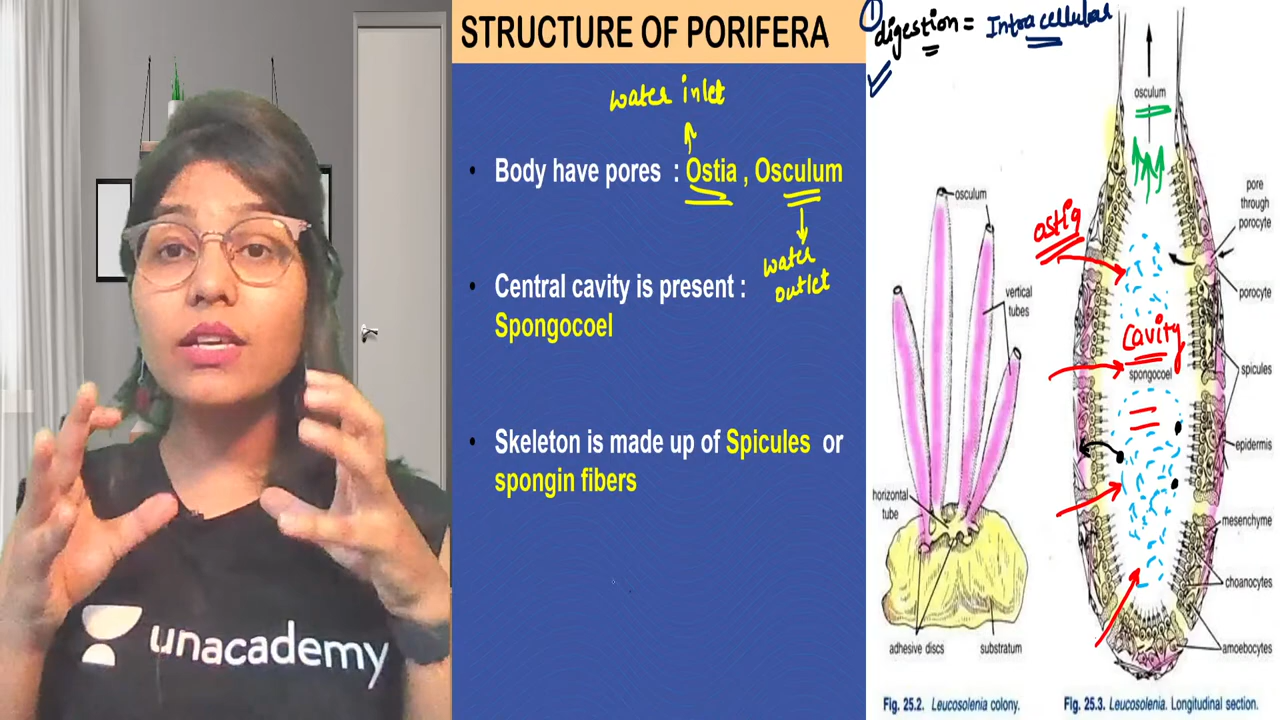 STRUCTURE OF PORIFERA
water inlet
• Body have pores : Ostia , Osculum
water
outlet
• Central cavity is present :
Spongocoel
• Skeleton is made up of Spicules or
spongin fibers
unacademy
① digestion = Intracellular
osculum
vertical
tubes
horizontal
tube
adhesive discs
substratum
Fig. 25.2. Leucosolenia colony.
osculum
ostia
pore
through
porocyte
porocyte
Cavity
spongocoel
spicules
epidermis
mesenchyme
choanocytes
amoebocytes
Fig. 25.3. Leucosolenia. Longitudinal section.